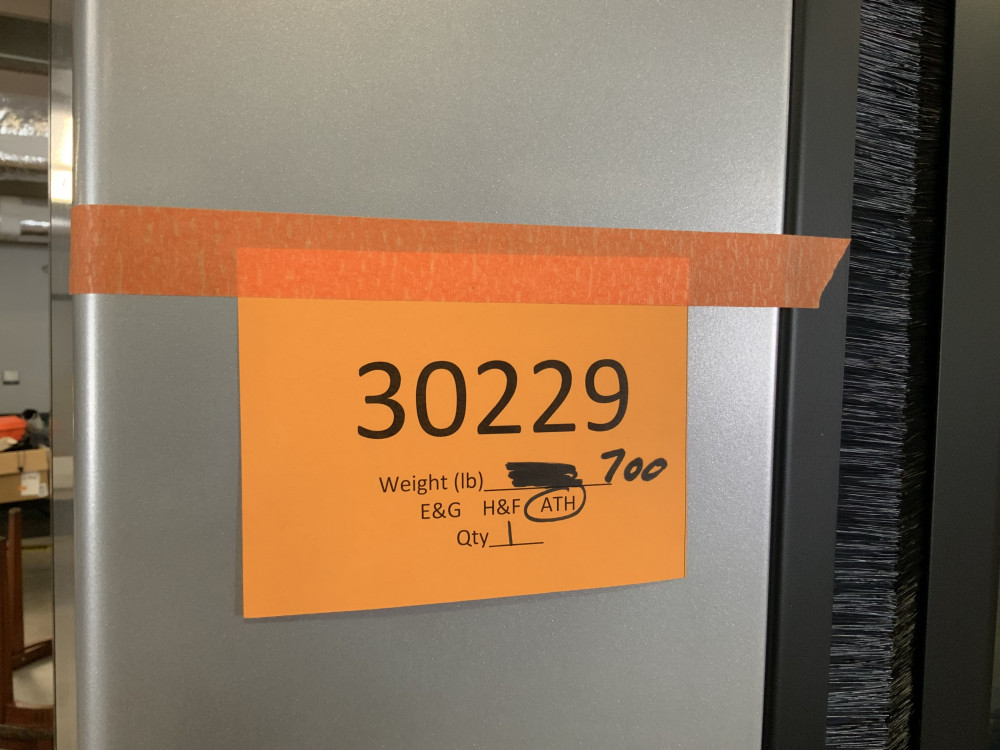 30229
Weight (lb) 700
E&G H&F ATH
Qty 1